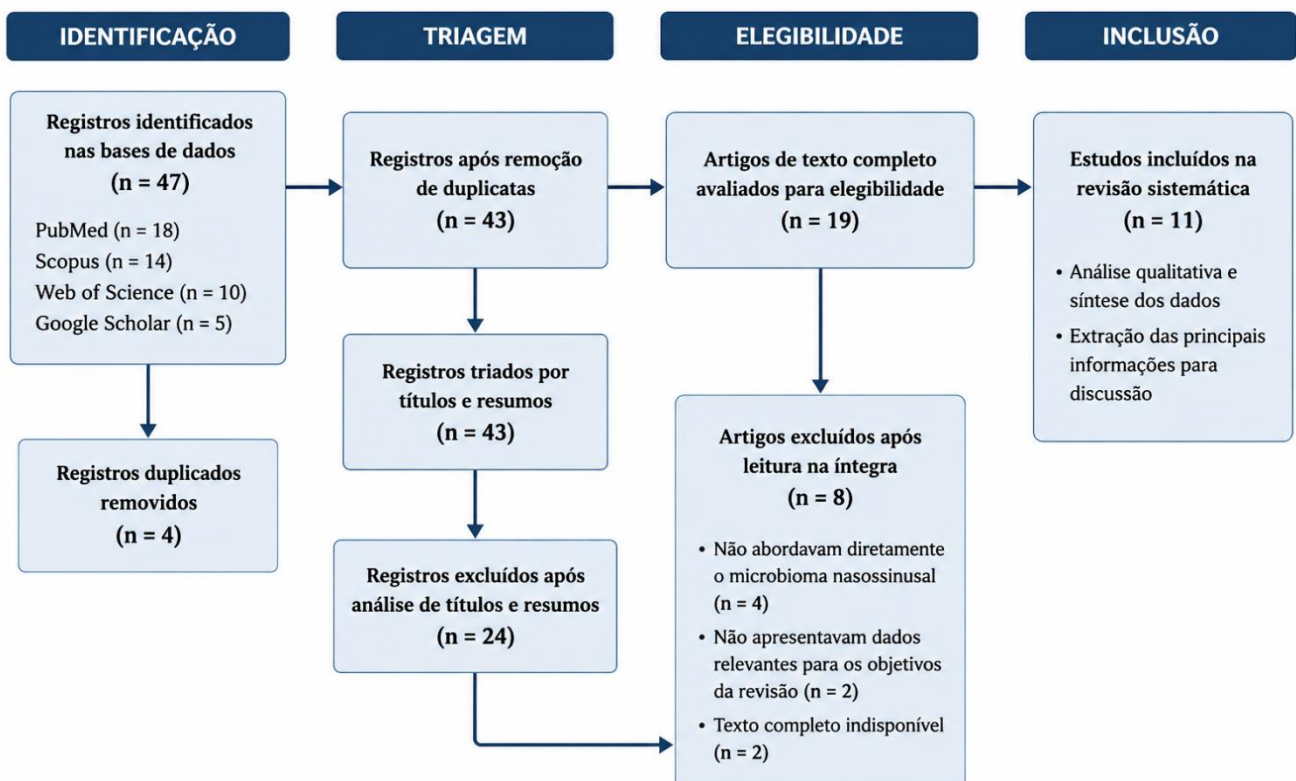 IDENTIFICAÇÃO
Registros identificados
nas bases de dados
(n = 47)
PubMed (n = 18)
Scopus (n = 14)
Web of Science (n = 10)
Google Scholar (n = 5)
Registros duplicados
removidos
(n = 4)
TRIAGEM
Registros após remoção
de duplicatas
(n = 43)
Registros triados por
títulos e resumos
(n = 43)
Registros excluídos após
análise de títulos e resumos
(n = 24)
ELEGIBILIDADE
Artigos de texto completo
avaliados para elegibilidade
(n = 19)
Artigos excluídos após
leitura na íntegra
(n = 8)
• Não abordavam diretamente
o microbioma nasossinusal
(n = 4)
• Não apresentavam dados
relevantes para os objetivos
da revisão (n = 2)
• Texto completo indisponível
(n = 2)
INCLUSÃO
Estudos incluídos na
revisão sistemática
(n = 11)
• Análise qualitativa e
síntese dos dados
• Extração das principais
informações para
discussão